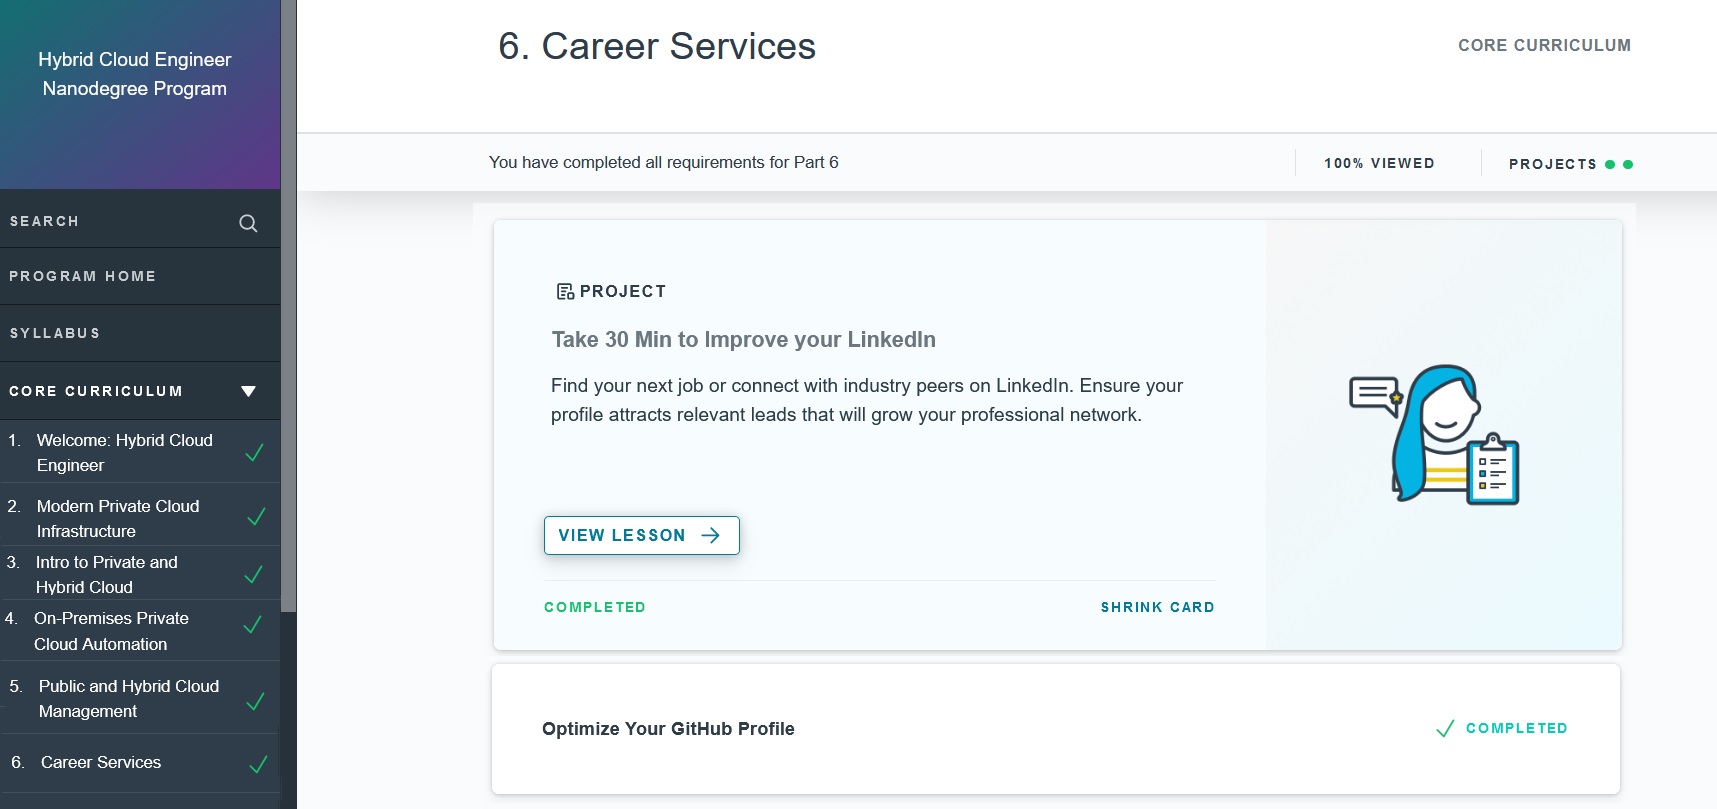 Hybrid Cloud Engineer
Nanodegree Program
SEARCH
PROGRAM HOME
SYLLABUS
CORE CURRICULUM
1. Welcome: Hybrid Cloud
Engineer
2. Modern Private Cloud
Infrastructure
3. Intro to Private and
Hybrid Cloud
4. On-Premises Private
Cloud Automation
5. Public and Hybrid Cloud
Management
6. Career Services
6. Career Services
CORE CURRICULUM
You have completed all requirements for Part 6
100% VIEWED
PROJECTS
PROJECT
Take 30 Min to Improve your LinkedIn
Find your next job or connect with industry peers on LinkedIn. Ensure your
profile attracts relevant leads that will grow your professional network.
VIEW LESSON
COMPLETED
SHRINK CARD
Optimize Your GitHub Profile
COMPLETED